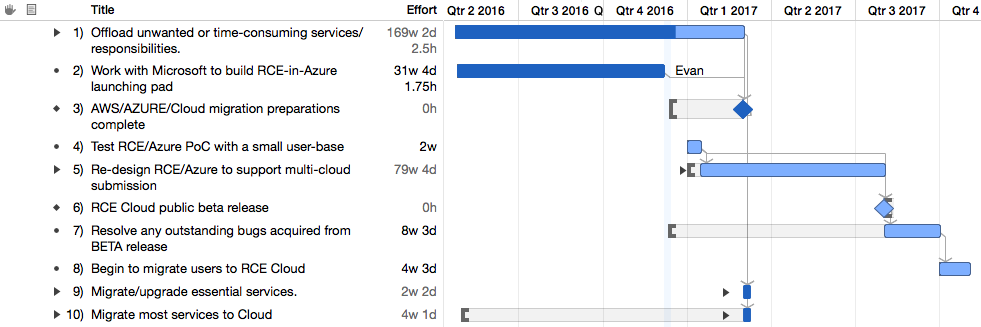 Title Effort Qtr 2 2016 Qtr 3 2016 Q Qtr 4 2016 Qtr 1 2017 Qtr 2 2017 Qtr 3 2017 Qtr 4
1) Offload unwanted or time-consuming services/ 169w 2d
responsibilities. 2.5h
2) Work with Microsoft to build RCE-in-Azure 31w 4d Evan
launching pad 1.75h
3) AWS/AZURE/Cloud migration preparations 0h
complete
4) Test RCE/Azure PoC with a small user-base 2w
5) Re-design RCE/Azure to support multi-cloud 79w 4d
submission
6) RCE Cloud public beta release 0h
7) Resolve any outstanding bugs acquired from 8w 3d
BETA release
8) Begin to migrate users to RCE Cloud 4w 3d
9) Migrate/upgrade essential services. 2w 2d
10) Migrate most services to Cloud 4w 1d